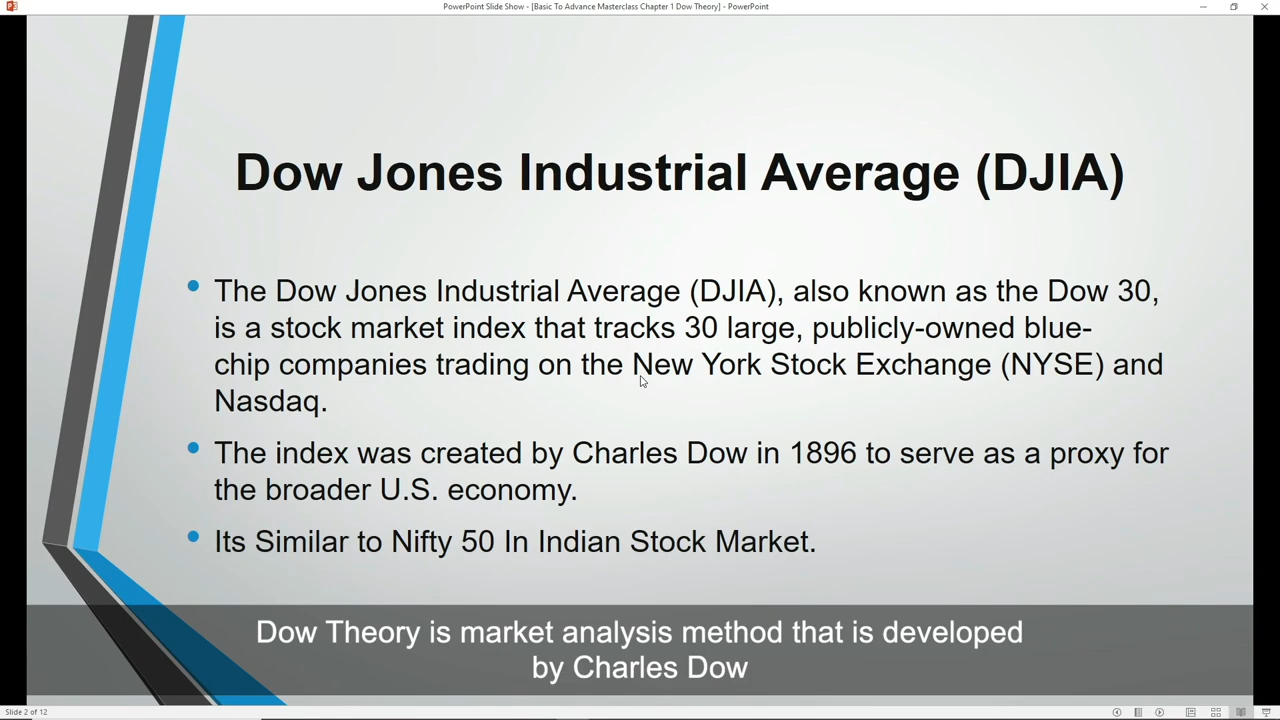 PowerPoint Slide Show - [Basic To Advance Masterclass Chapter 1 Dow Theory] - PowerPoint
Dow Jones Industrial Average (DJIA)
The Dow Jones Industrial Average (DJIA), also known as the Dow 30,
is a stock market index that tracks 30 large, publicly-owned blue-
chip companies trading on the New York Stock Exchange (NYSE) and
Nasdaq.
The index was created by Charles Dow in 1896 to serve as a proxy for
the broader U.S. economy.
Its Similar to Nifty 50 In Indian Stock Market.
Dow Theory is market analysis method that is developed
by Charles Dow
Slide 2 of 12